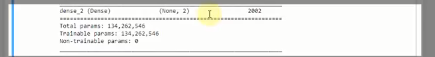 dense_2 (Dense) (None, 2) 2002
=================================================================
Total params: 134,262,546
Trainable params: 134,262,546
Non-trainable params: 0
_________________________________________________________________